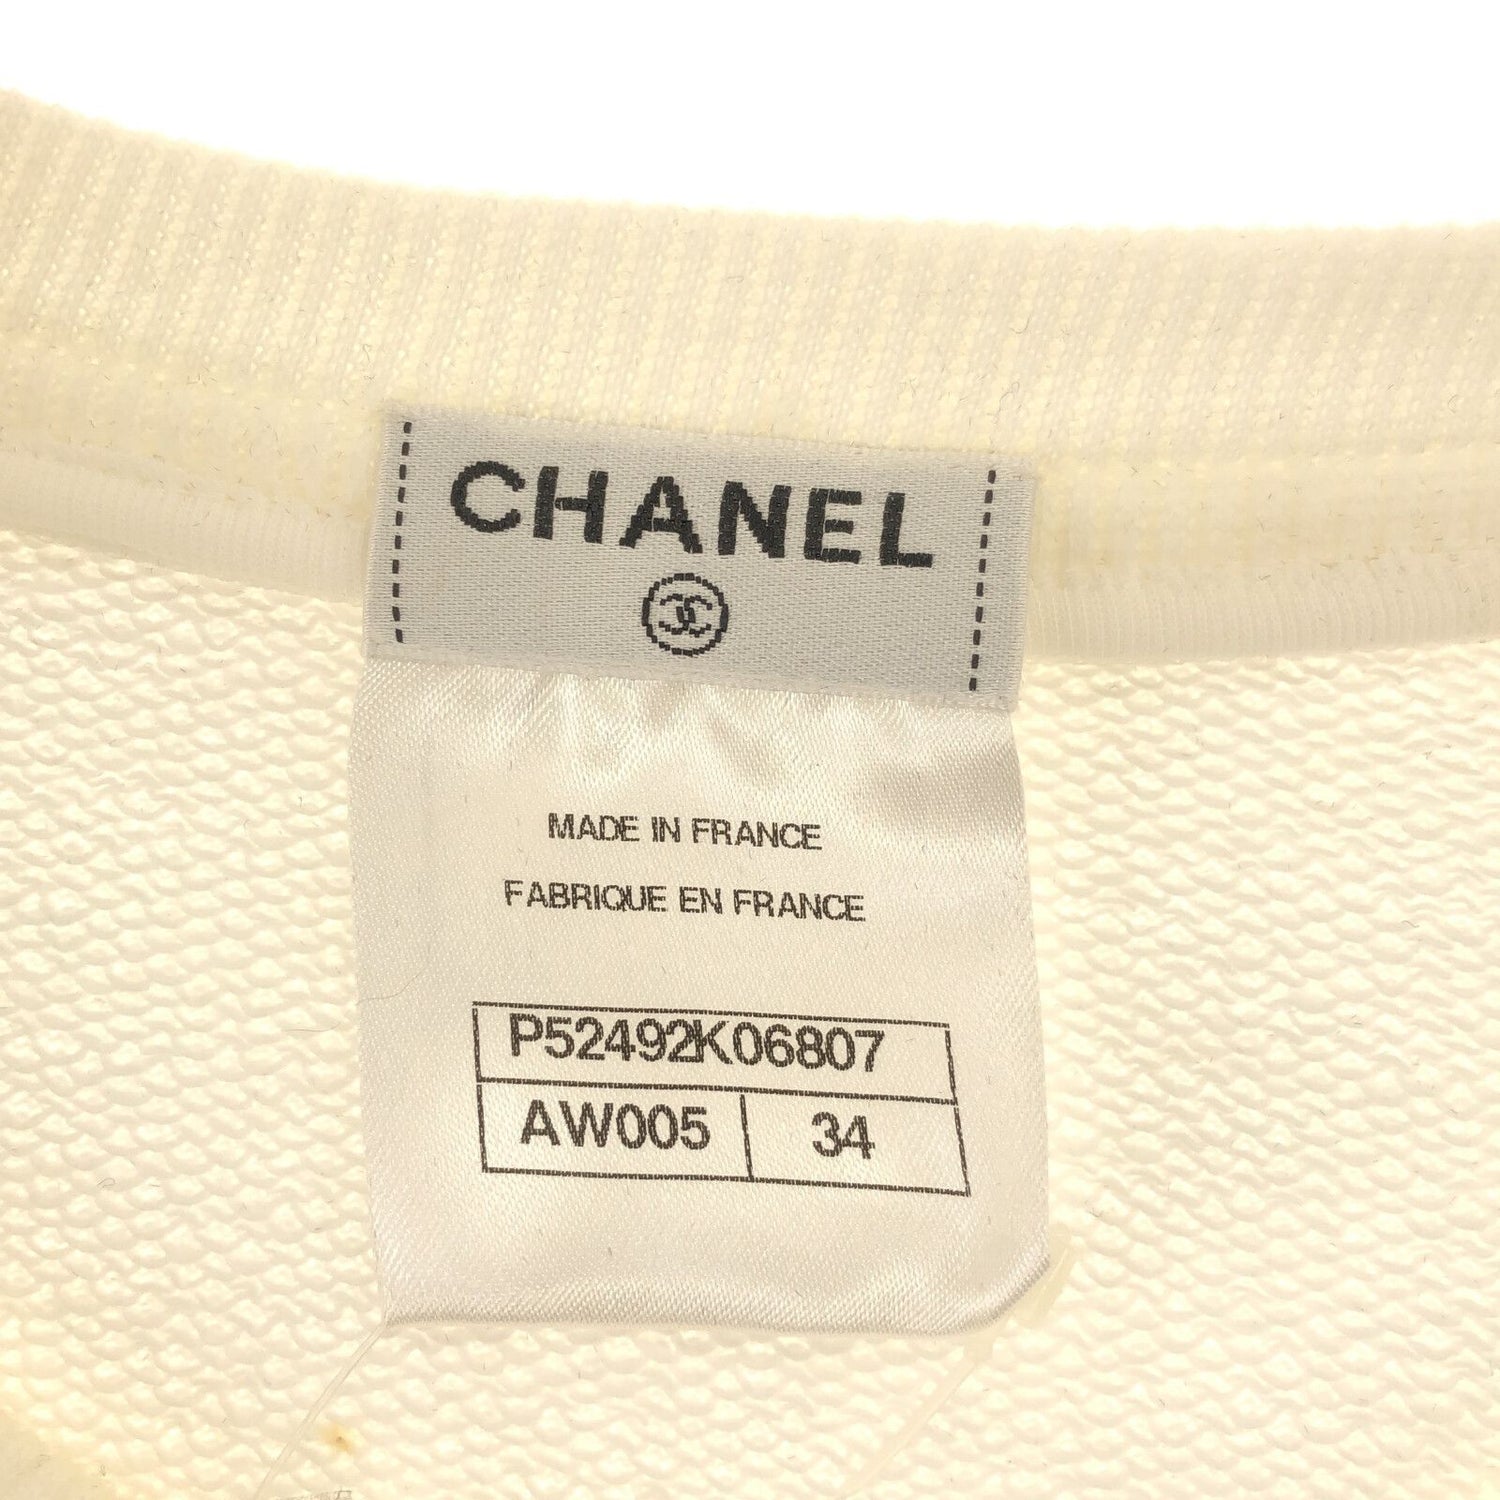 CHANEL
MADE IN FRANCE
FABRIQUE EN FRANCE
P52492K06807
AW005 34